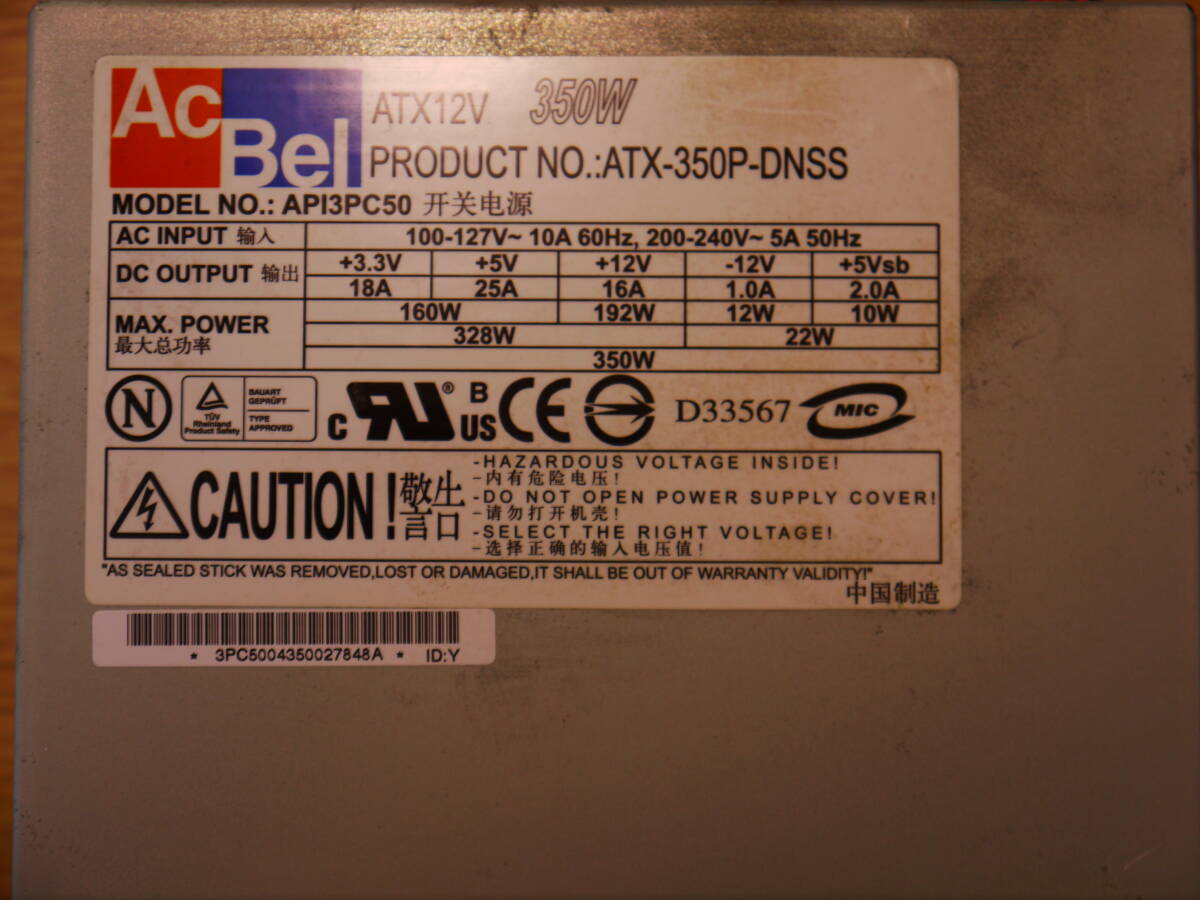 AcBel
ATX12V 350W
PRODUCT NO.:ATX-350P-DNSS
MODEL NO.: API3PC50 开关电源
AC INPUT 输入 100-127V~ 10A 60Hz, 200-240V~ 5A 50Hz
DC OUTPUT 输出 +3.3V +5V +12V -12V +5Vsb
18A 25A 16A 1.0A 2.0A
MAX. POWER 160W 192W 12W 10W
最大总功率 328W 22W
350W
N
TÜV
Rheinland
Product Safety
BAUART
GEPRÜFT
TYPE
APPROVED
C RU ® B US CE D33567 MIC
CAUTION! 警告
-HAZARDOUS VOLTAGE INSIDE!
-内有危险电压!
-DO NOT OPEN POWER SUPPLY COVER!
-请勿打开机壳!
-SELECT THE RIGHT VOLTAGE!
-选择正确的输入电压值!
"AS SEALED STICK WAS REMOVED,LOST OR DAMAGED,IT SHALL BE OUT OF WARRANTY VALIDITY!"
中国制造
* 3PC5004350027848A * ID:Y